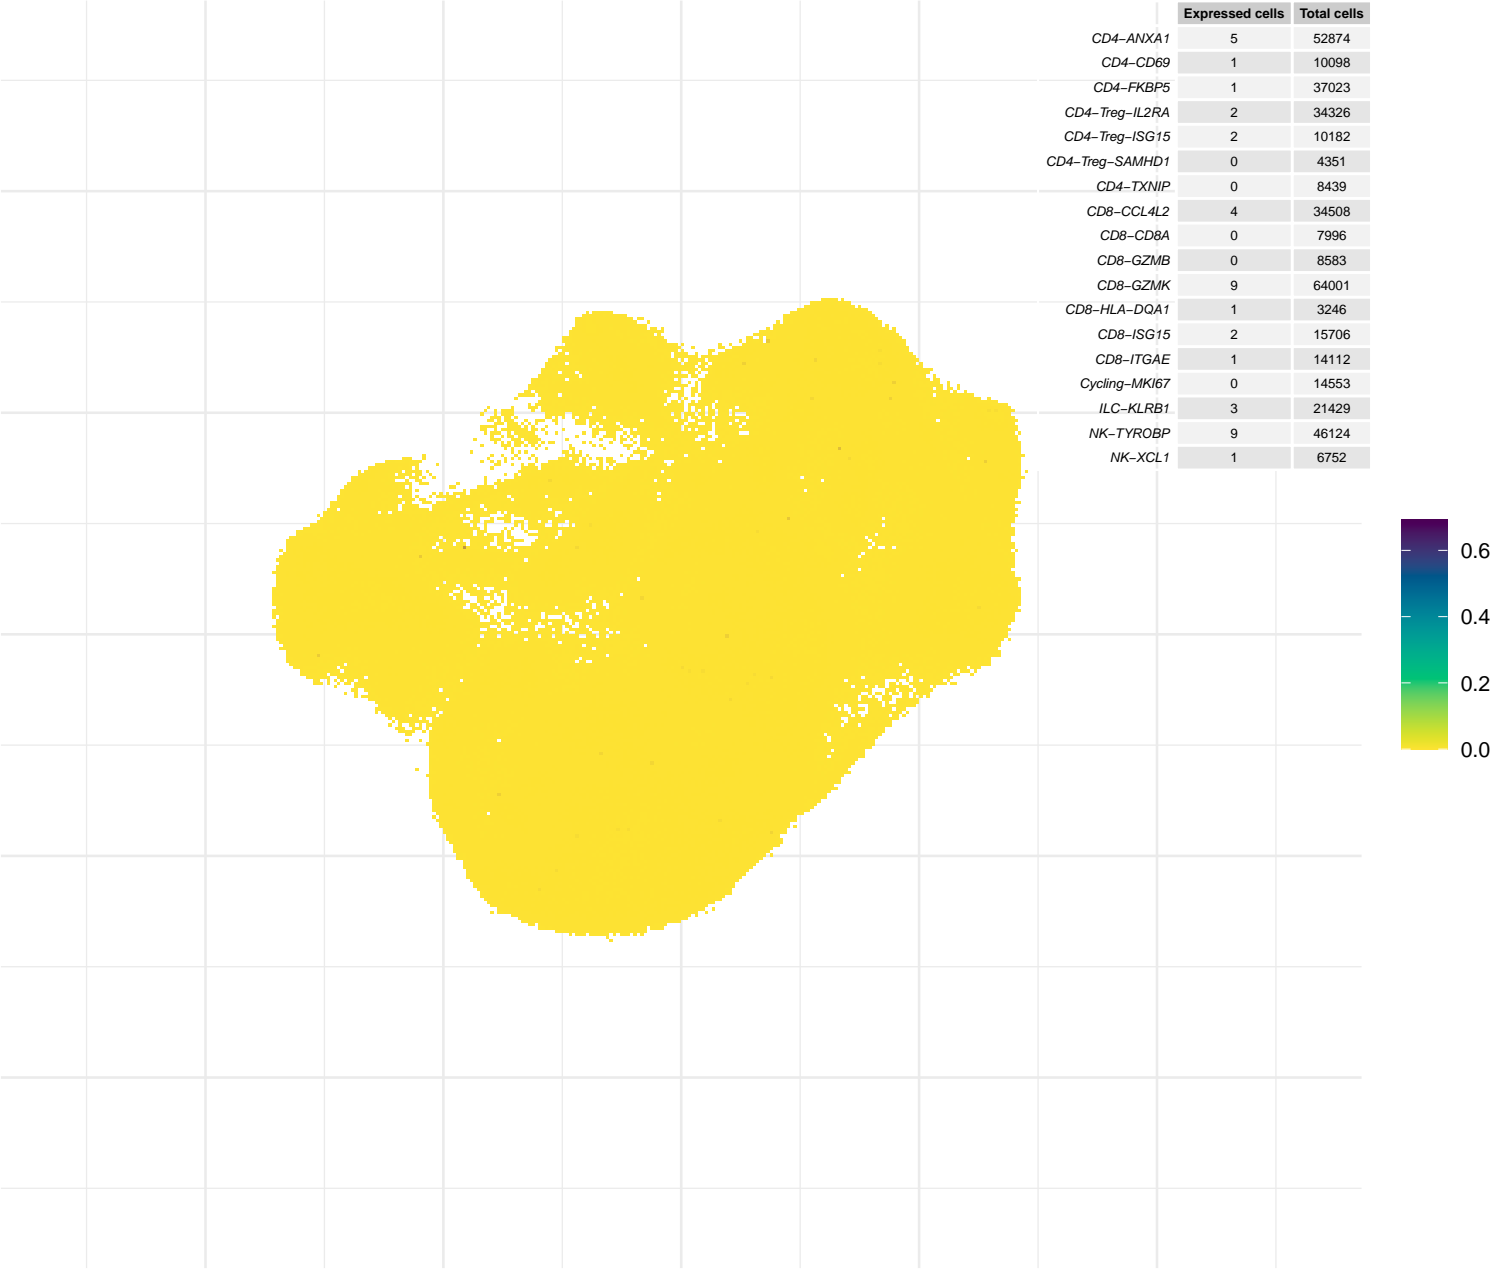 Expressed cells Total cells
CD4−ANXA1 5 52874
CD4−CD69 1 10098
CD4−FKBP5 1 37023
CD4−Treg−IL2RA 2 34326
CD4−Treg−ISG15 2 10182
CD4−Treg−SAMHD1 0 4351
CD4−TXNIP 0 8439
CD8−CCL4L2 4 34508
CD8−CD8A 0 7996
CD8−GZMB 0 8583
CD8−GZMK 9 64001
CD8−HLA−DQA1 1 3246
CD8−ISG15 2 15706
CD8−ITGAE 1 14112
Cycling−MKI67 0 14553
ILC−KLRB1 3 21429
NK−TYROBP 9 46124
NK−XCL1 1 6752
0.6
0.4
0.2
0.0